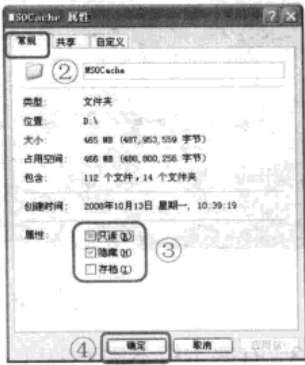 MSOCache 属性
常规 共享 自定义
② MSOCache
类型: 文件夹
位置: D:\
大小: 465 MB (487,953,559 字节)
占用空间: 466 MB (488,800,256 字节)
包含: 112 个文件,14 个文件夹
创建时间: 2008年10月13日 星期一, 10:39:19
属性: 只读(R)
隐藏(H) ③
存档(I)
④ 确定 取消 应用(A)